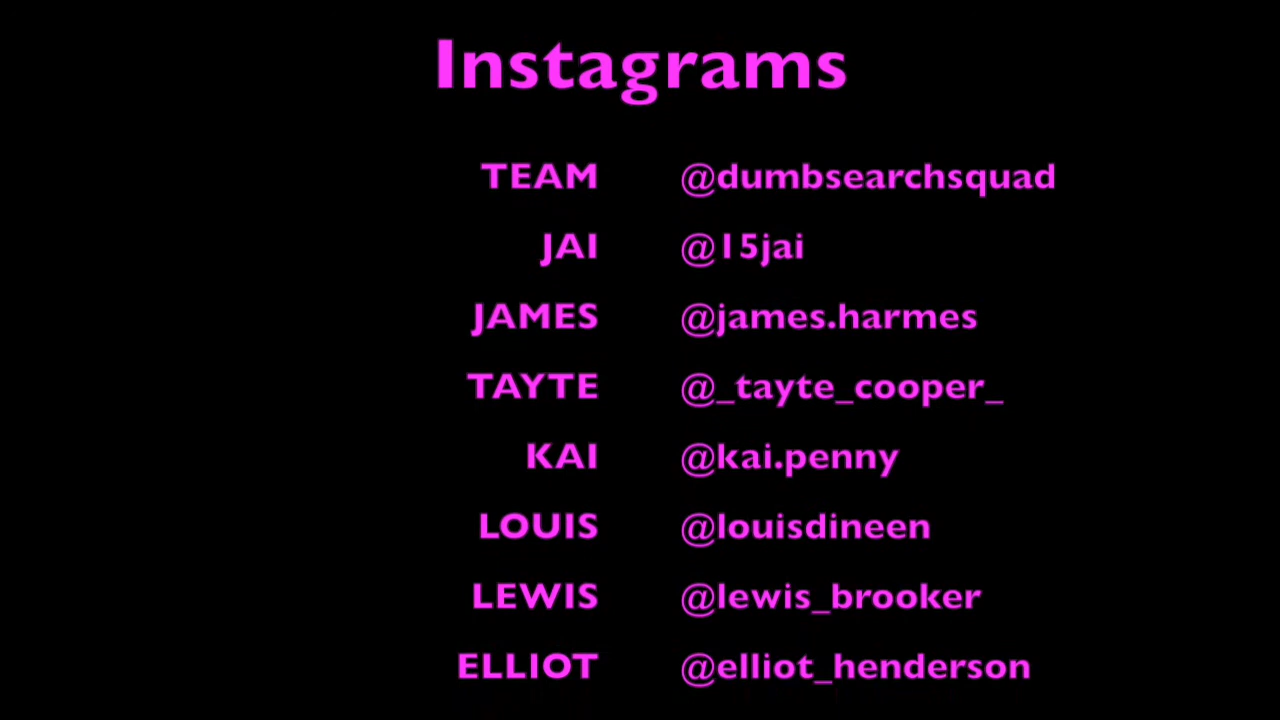 Instagrams
TEAM @dumbsearchsquad
JAI @15jai
JAMES @james.harmes
TAYTE @_tayte_cooper_
KAI @kai.penny
LOUIS @louisdineen
LEWIS @lewis_brooker
ELLIOT @elliot_henderson